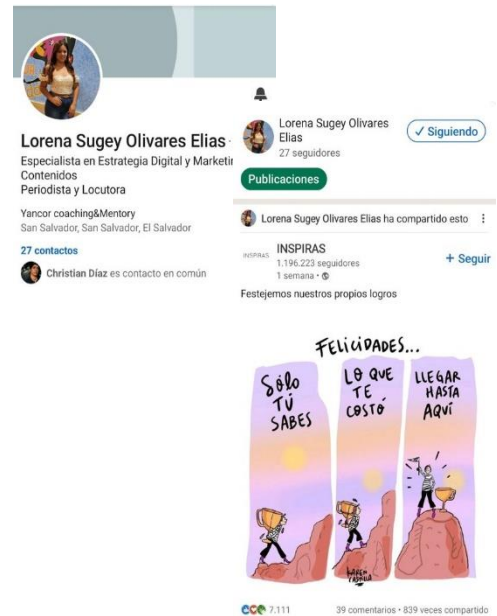 Lorena Sugey Olivares Elias ·
Especialista en Estrategia Digital y Marketin
Contenidos
Periodista y Locutora
Yancor coaching&Mentory
San Salvador, San Salvador, El Salvador
27 contactos
Christian Díaz es contacto en común
Lorena Sugey Olivares
Elias
27 seguidores
✓ Siguiendo
Publicaciones
Lorena Sugey Olivares Elias ha compartido esto
INSPIRAS
INSPIRAS
1.196.223 seguidores
+ Seguir
1 semana •
Festejemos nuestros propios logros
FELICIDADES...
SÓLO
TÚ
SABES
LO QUE
TE
COSTÓ
LLEGAR
HASTA
AQUÍ
7.111
39 comentarios • 839 veces compartido